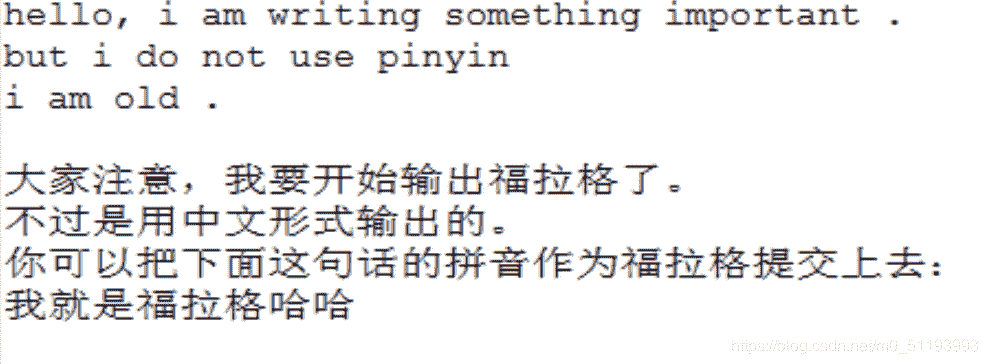 hello, i am writing something important .
but i do not use pinyin
i am old .
大家注意，我要开始输出福拉格了。
不过是用中文形式输出的。
你可以把下面这句话的拼音作为福拉格提交上去：
我就是福拉格哈哈
https://blog.csdn.net/m0_51193993